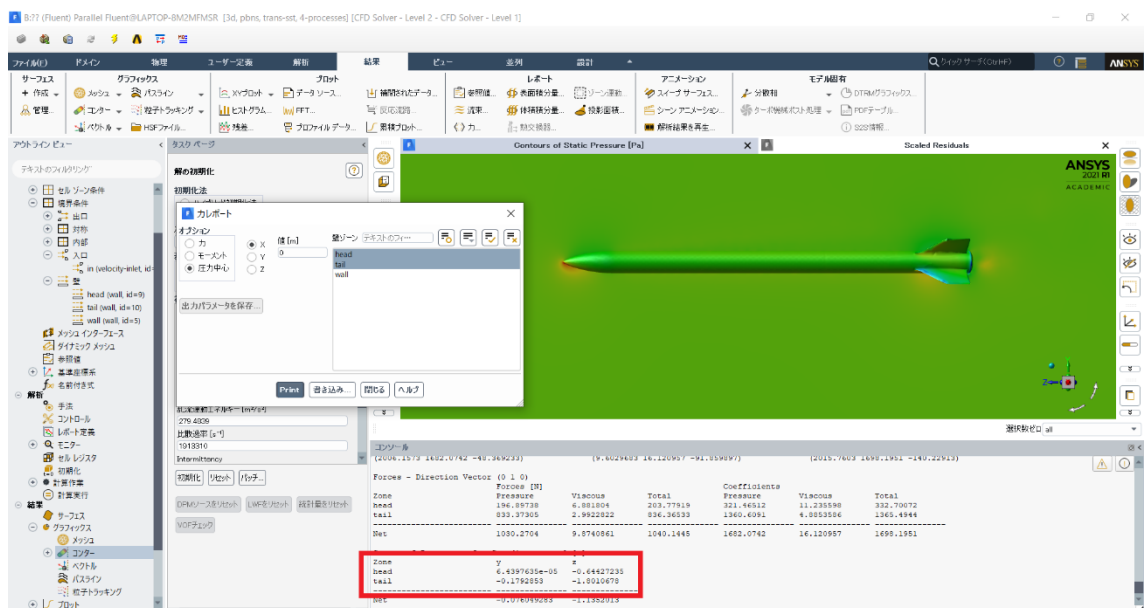 B:?? (Fluent) Parallel Fluent@LAPTOP-8M2MFMSR [3d, pbns, trans-sst, 4-processes] [CFD Solver - Level 2 - CFD Solver - Level 1]
ファイル(F) ドメイン 物理 ユーザー定義 解析 結果 ビュー 並列 設計 クイックサーチ(Ctrl+F) ANSYS
サーフェス グラフィックス プロット レポート アニメーション モデル固有
作成 メッシュ パスライン XYプロット データ ソース... 補間されたデータ... 参照値... 表面積分量... ゾーン運動... スイープ サーフェス... 分散相 DTRMグラフィックス...
管理... コンター 粒子トラッキング ヒストグラム... FFT... 反応流路... 流束... 体積積分量... 投影面積... シーン アニメーション...
ベクトル HSFファイル... 残差... プロファイル データ... 累積プロット... 力... 熱交換器... 解析結果を再生... S2S情報...
アウトライン ビュー タスク ページ Contours of Static Pressure [Pa] Scaled Residuals
テキストのフィルタリング
セル ゾーン条件
境界条件
出口
対称
内部
入口
in (velocity-inlet, id=
壁
head (wall, id=9)
tail (wall, id=10)
wall (wall, id=5)
メッシュ インターフェース
ダイナミック メッシュ
参照値
基準座標系
名前付き式
解析
手法
コントロール
レポート定義
モニター
セル レジスタ
初期化
計算作業
計算実行
結果
サーフェス
グラフィックス
メッシュ
コンター
ベクトル
パスライン
粒子トラッキング
プロット
解の初期化
初期化法
力レポート
オプション
力
モーメント
圧力中心
X
Y
Z
値 [m]
0
壁ゾーン テキストのフィ...
head
tail
wall
出力パラメータを保存...
Print 書き込み... 閉じる ヘルプ
279.4839
比散逸率 [s⁻¹]
1913310
Intermittency
初期化 リセット パッチ...
DPMソースをリセット LWFをリセット 統計量をリセット
VOFチェック
ANSYS
2021 R1
ACADEMIC
Z
選択数ゼロ all
コンソール
(2006.1573 1682.0742 -48.369233) (9.6029683 16.120957 -91.859897) (2015.7603 1698.1951 -140.22913)
Forces - Direction Vector (0 1 0)
Forces [N] Coefficients
Zone Pressure Viscous Total Pressure Viscous Total
head 196.89738 6.881804 203.77919 321.46512 11.235598 332.70072
tail 833.37305 2.9922822 836.36533 1360.6091 4.8853586 1365.4944
Net 1030.2704 9.8740861 1040.1445 1682.0742 16.120957 1698.1951
Zone y z
head 6.4397635e-05 -0.64427235
tail -0.1792853 -1.8010678
Net -0.076049283 -1.1352013